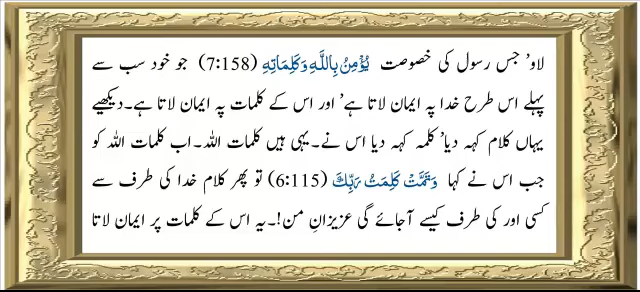 لاؤ‘ جس رسول کی خصوصت يُؤْمِنُ بِاللَّهِ وَكَلِمَاتِهِ (7:158) جو خود سب سے
پہلے اس طرح خدا پہ ایمان لاتا ہے‘ اور اس کے کلمات پہ ایمان لاتا ہے۔دیکھیے
یہاں کلام کہہ دیا‘ کلمہ کہہ دیا اس نے۔یہی ہیں کلمات اللہ۔اب کلمات اللہ کو
جب اس نے کہا وَتَمَّتْ كَلِمَتُ رَبِّكَ (6:115) تو پھر کلام خدا کی طرف سے
کسی اور کی طرف کیسے آجائے گی عزیزانِ من!۔یہ اس کے کلمات پر ایمان لاتا